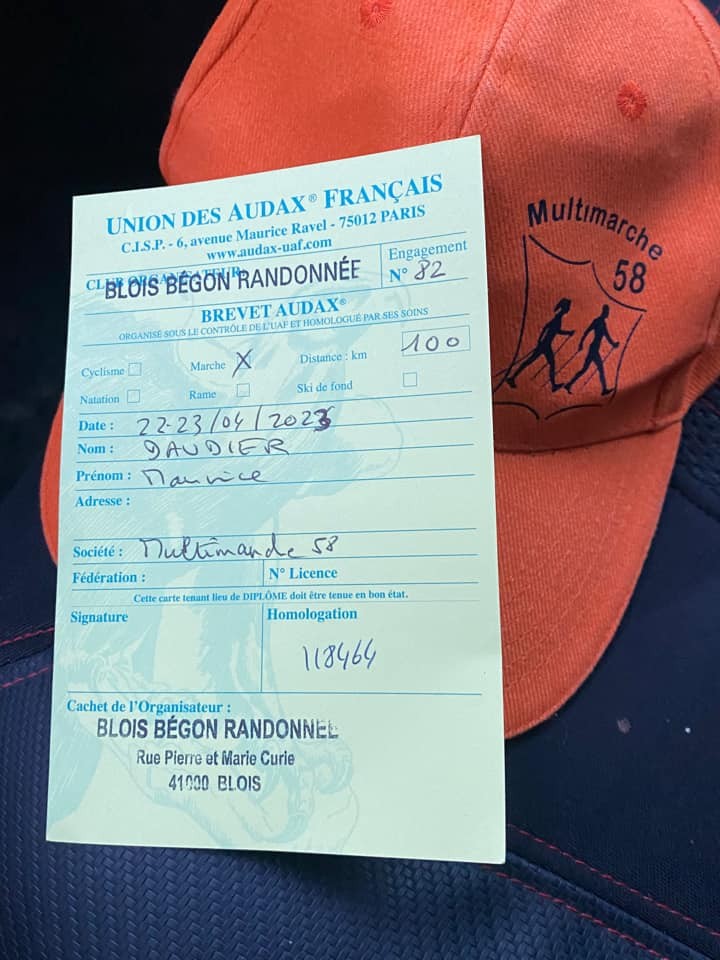 UNION DES AUDAX® FRANÇAIS
C.I.S.P. - 6, avenue Maurice Ravel - 75012 PARIS
www.audax-uaf.com
CLUB ORGANISATEUR
BLOIS BÉGON RANDONNÉE
Engagement
N° 82
BREVET AUDAX®
ORGANISÉ SOUS LE CONTRÔLE DE L'UAF ET HOMOLOGUÉ PAR SES SOINS
Cyclisme Marche X Distance : km 100
Natation Rame Ski de fond
Date : 22-23/04/2023
Nom : DAUDIER
Prénom : Maurice
Adresse :
Société : Multimarche 58
Fédération : N° Licence
Cette carte tenant lieu de DIPLÔME doit être tenue en bon état.
Signature Homologation
118464
Cachet de l'Organisateur :
BLOIS BÉGON RANDONNEE
Rue Pierre et Marie Curie
41000 BLOIS
Multimarche
58